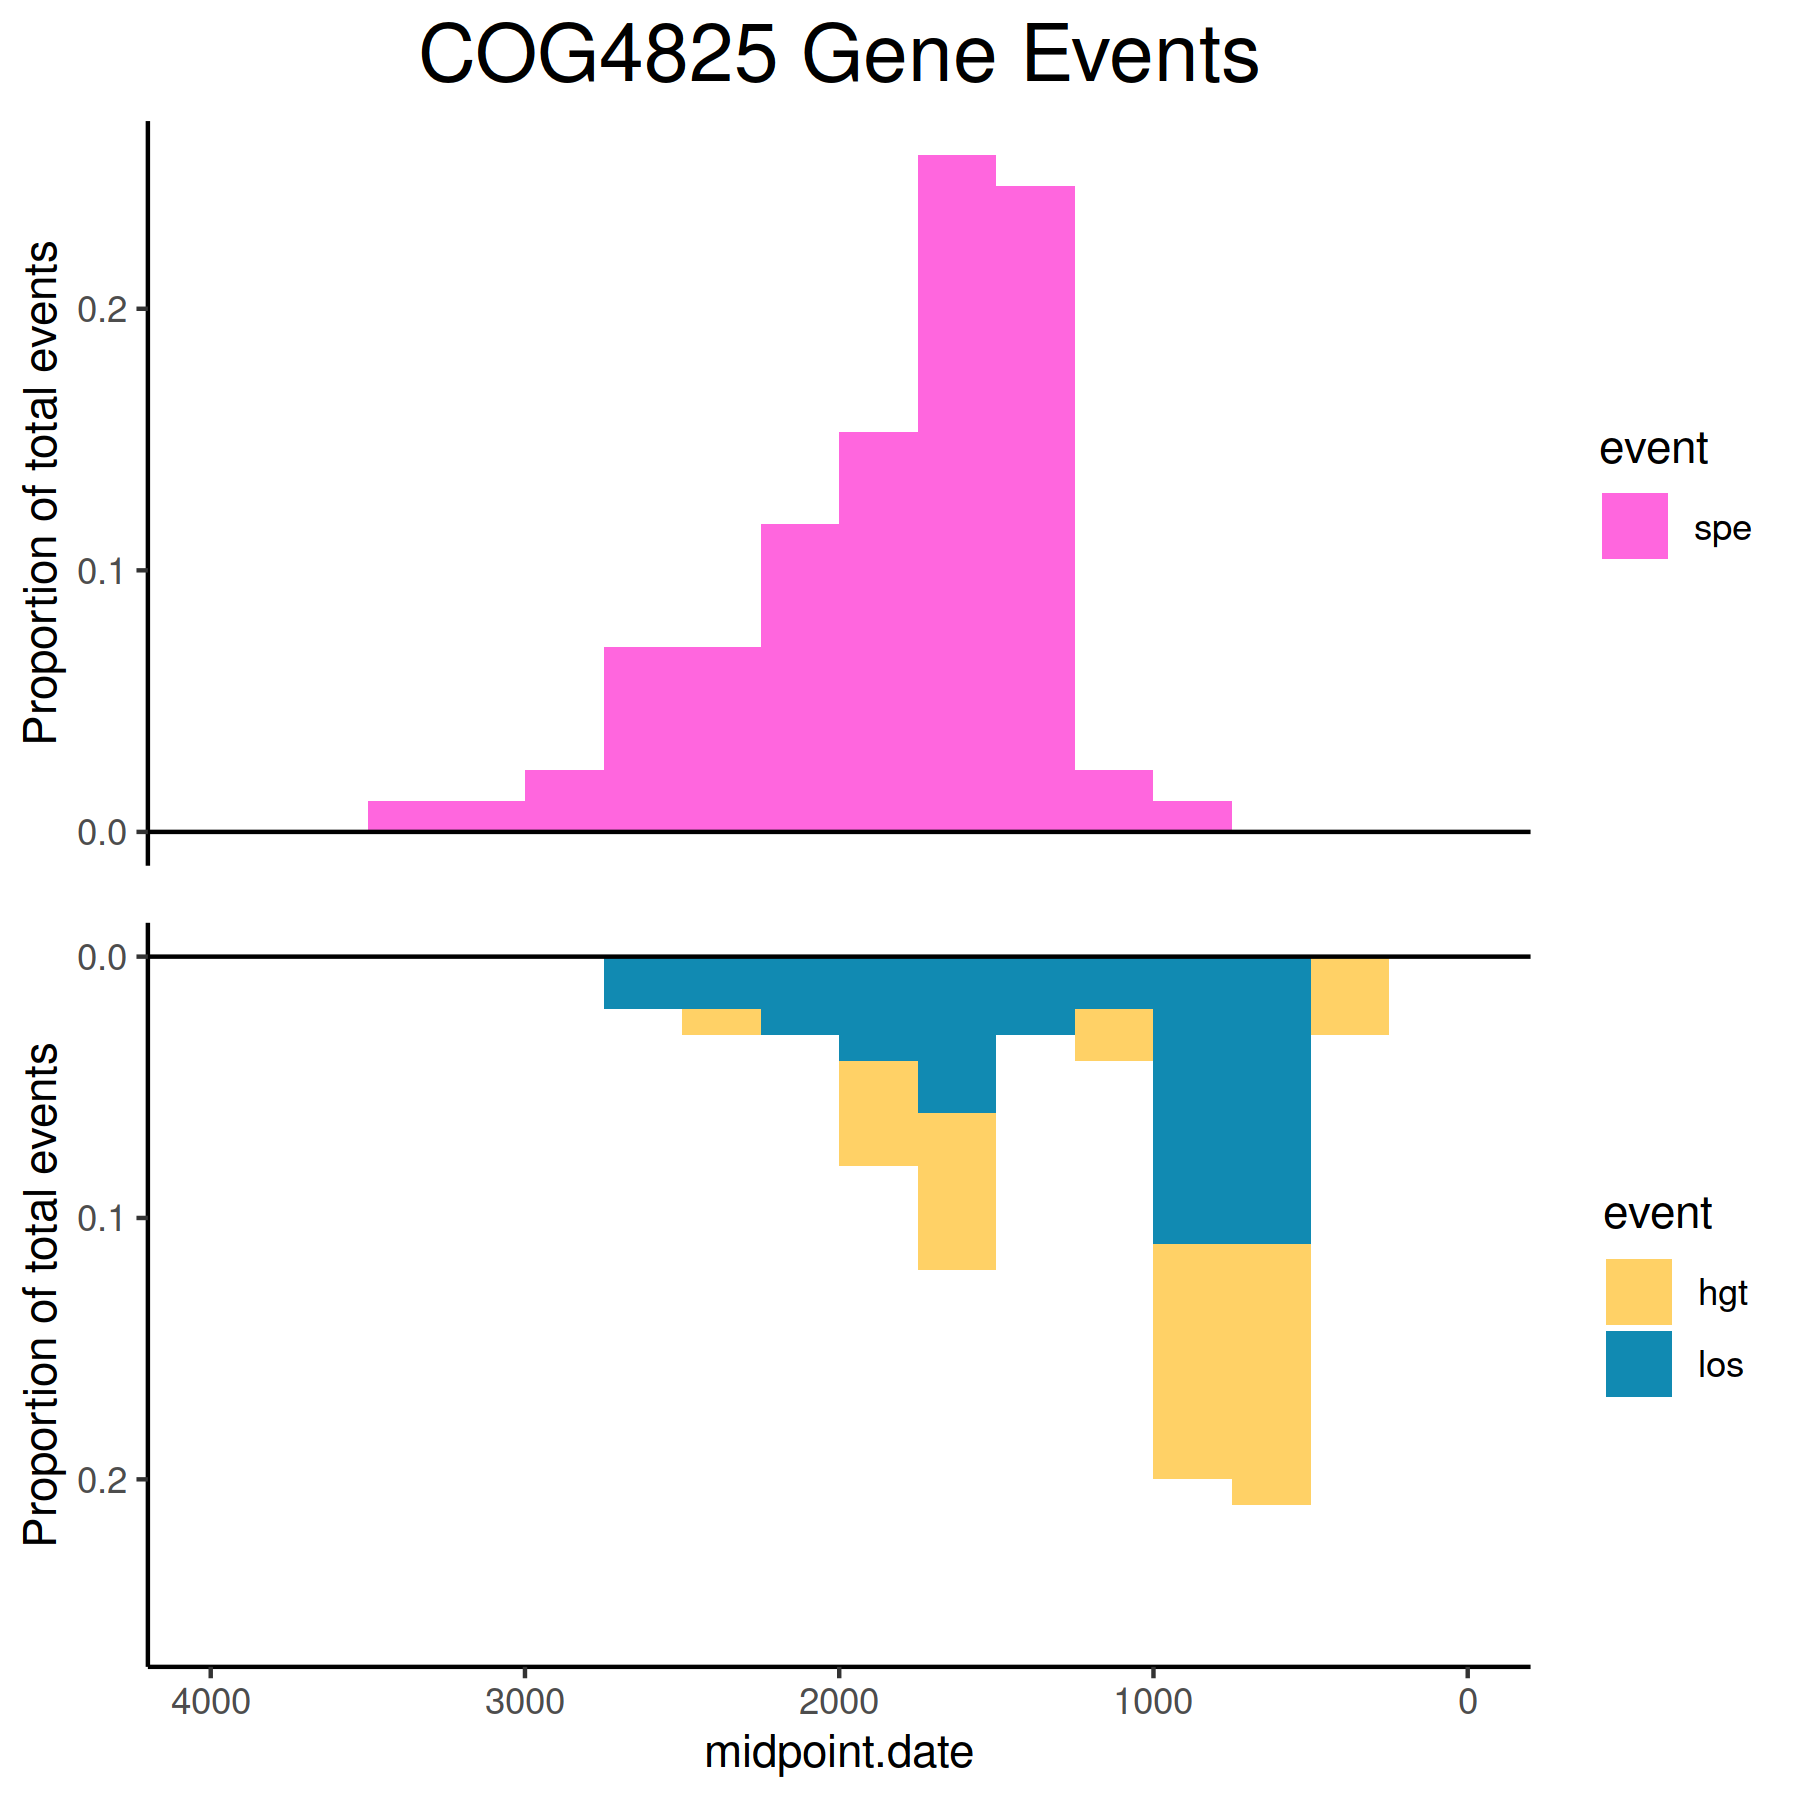 COG4825 Gene Events
Proportion of total events
0.2
0.1
0.0
event
spe
Proportion of total events
0.0
0.1
0.2
event
hgt
los
4000 3000 2000 1000 0
midpoint.date